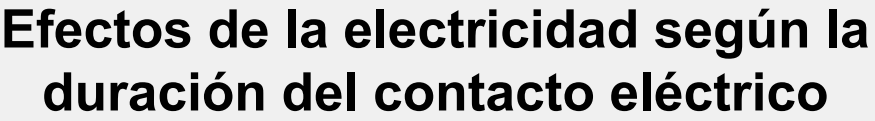 Efectos de la electricidad según la
duración del contacto eléctrico